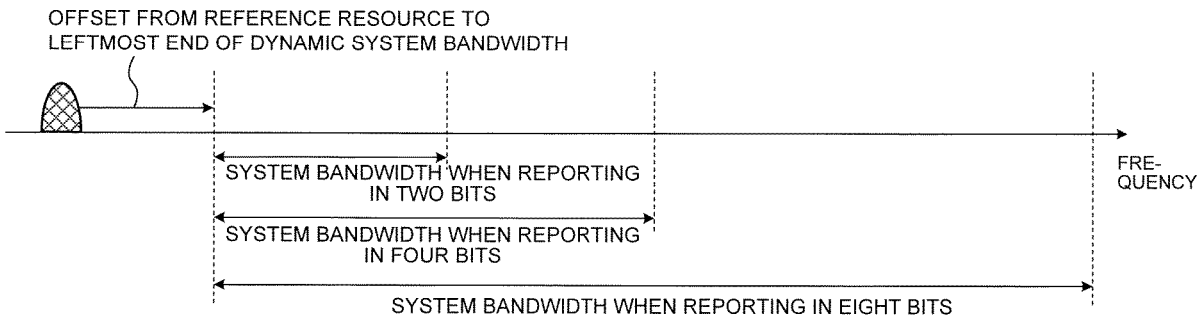 OFFSET FROM REFERENCE RESOURCE TO
LEFTMOST END OF DYNAMIC SYSTEM BANDWIDTH
FRE-
QUENCY
SYSTEM BANDWIDTH WHEN REPORTING
IN TWO BITS
SYSTEM BANDWIDTH WHEN REPORTING
IN FOUR BITS
SYSTEM BANDWIDTH WHEN REPORTING IN EIGHT BITS